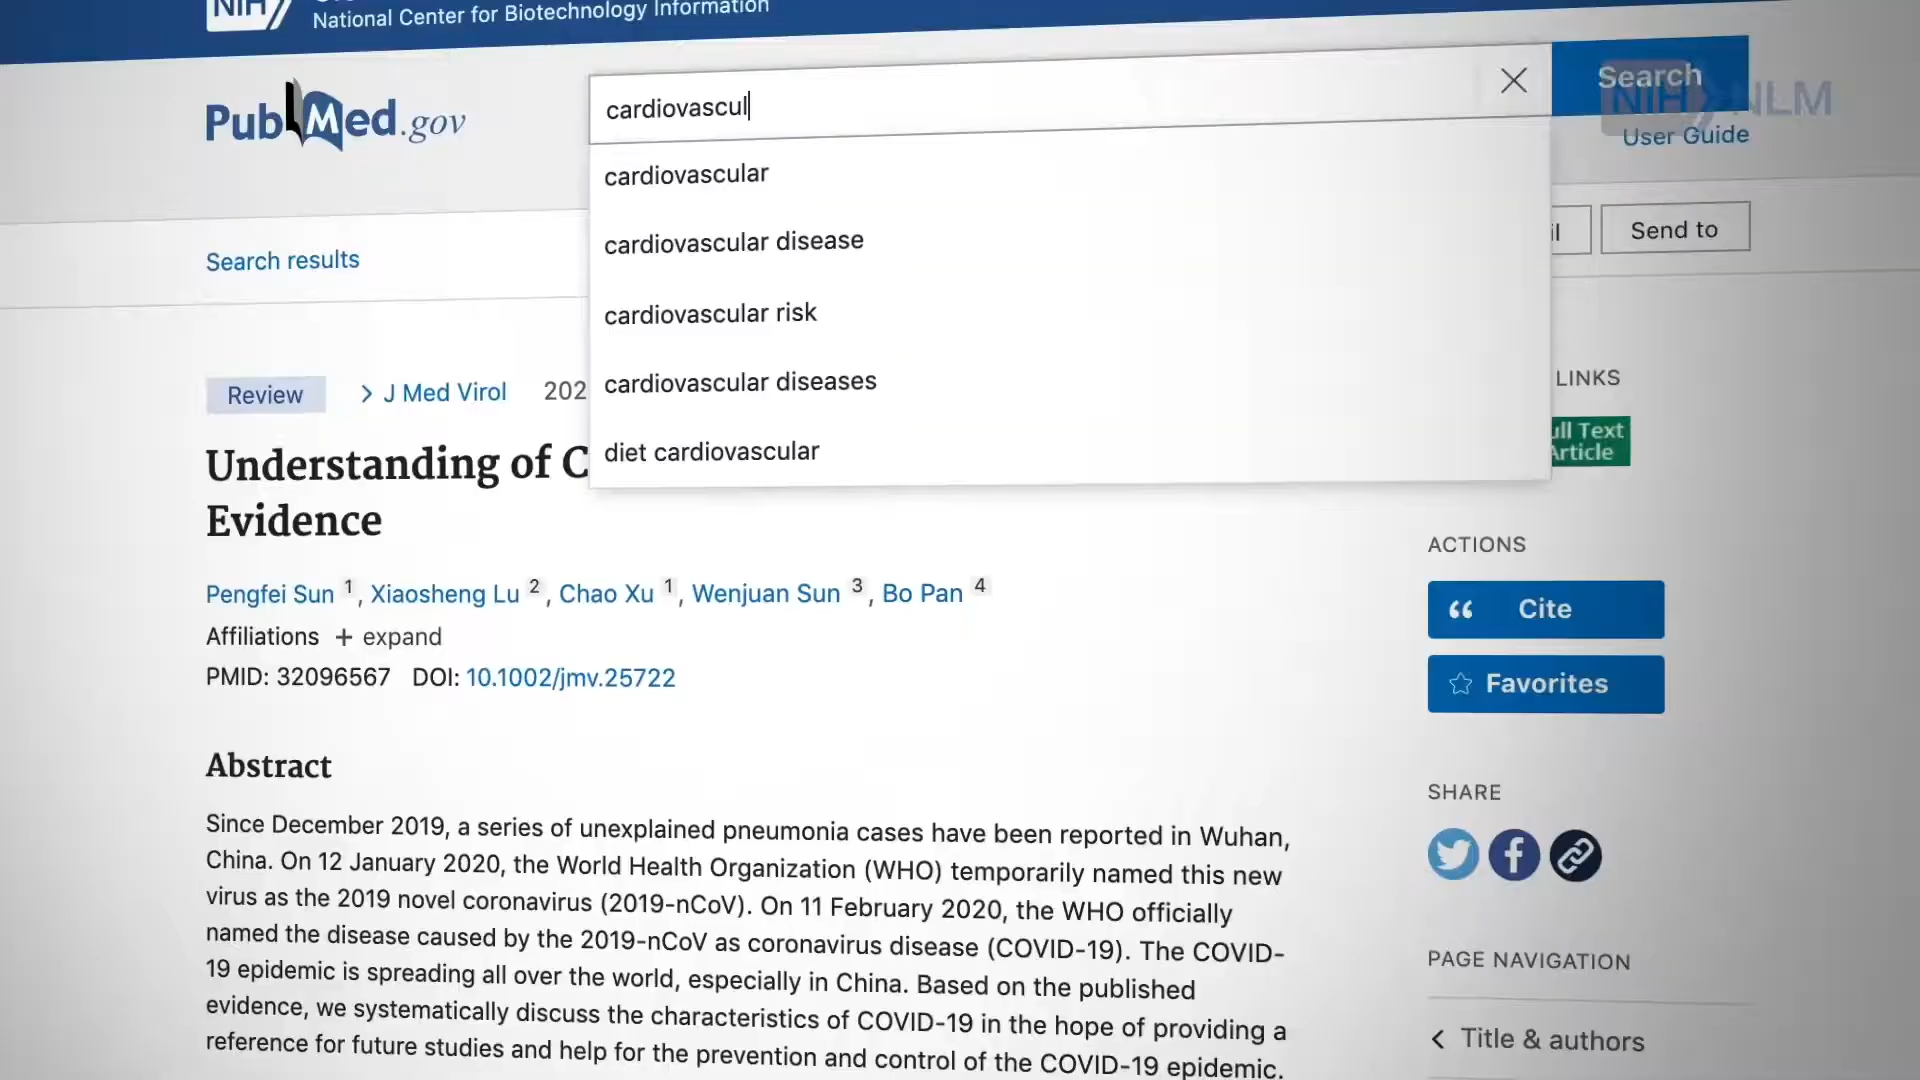 NIH
National Center for Biotechnology Information
PubMed.gov
cardiovascul
Search
NIH NLM
User Guide
cardiovascular
cardiovascular disease
cardiovascular risk
cardiovascular diseases
diet cardiovascular
Search results
Send to
Review > J Med Virol 202
LINKS
Text
Article
Understanding of C
Evidence
Pengfei Sun 1, Xiaosheng Lu 2, Chao Xu 1, Wenjuan Sun 3, Bo Pan 4
Affiliations + expand
PMID: 32096567 DOI: 10.1002/jmv.25722
ACTIONS
Cite
Favorites
Abstract
Since December 2019, a series of unexplained pneumonia cases have been reported in Wuhan,
China. On 12 January 2020, the World Health Organization (WHO) temporarily named this new
virus as the 2019 novel coronavirus (2019-nCoV). On 11 February 2020, the WHO officially
named the disease caused by the 2019-nCoV as coronavirus disease (COVID-19). The COVID-
19 epidemic is spreading all over the world, especially in China. Based on the published
evidence, we systematically discuss the characteristics of COVID-19 in the hope of providing a
reference for future studies and help for the prevention and control of the COVID-19 epidemic.
SHARE
PAGE NAVIGATION
Title & authors